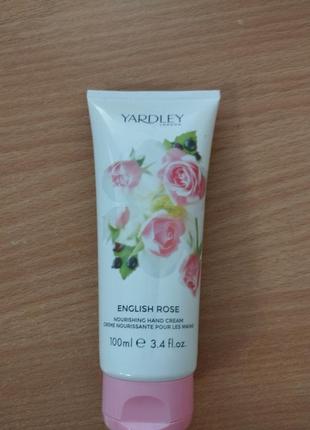 YARDLEY
LONDON
ENGLISH ROSE
NOURISHING HAND CREAM
CRÈME NOURISSANTE POUR LES MAINS
100ml ℮ 3.4 fl.oz.